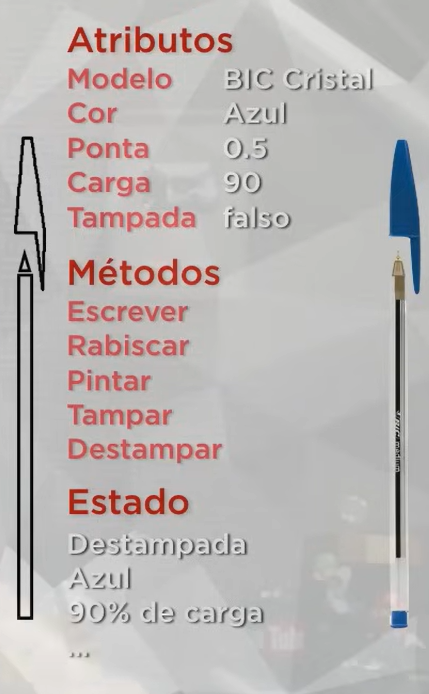 Atributos
Modelo BIC Cristal
Cor Azul
Ponta 0.5
Carga 90
Tampada falso
Métodos
Escrever
Rabiscar
Pintar
Tampar
Destampar
Estado
Destampada
Azul
90% de carga
...